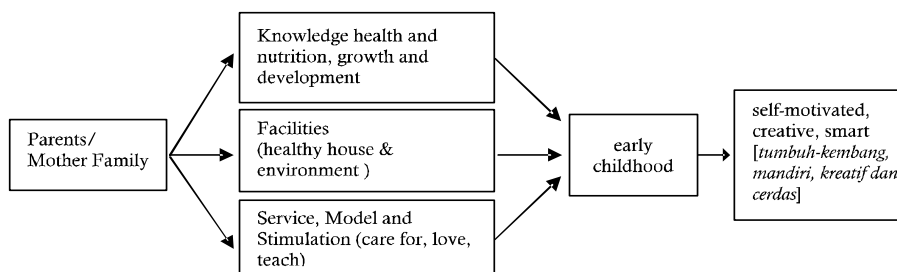 Parents/
Mother Family
Knowledge health and
nutrition, growth and
development
Facilities
(healthy house &
environment )
Service, Model and
Stimulation (care for, love,
teach)
early
childhood
self-motivated,
creative, smart
[tumbuh-kembang,
mandiri, kreatif dan
cerdas]